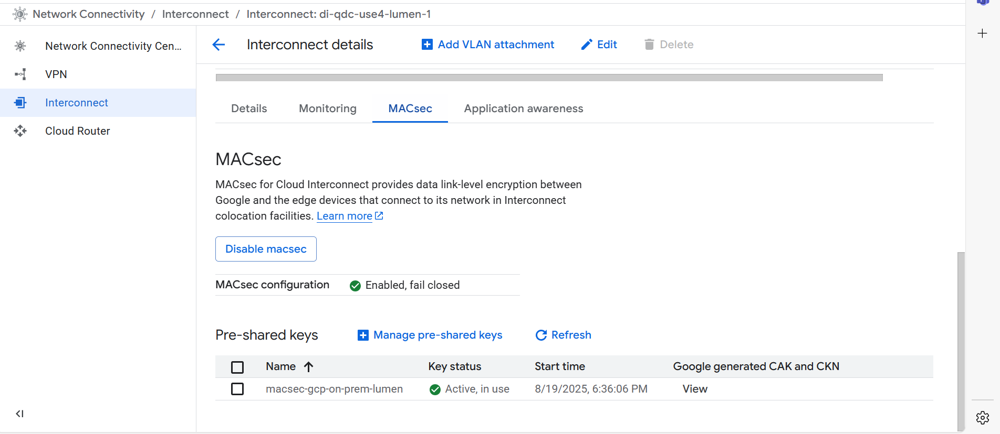 Network Connectivity / Interconnect / Interconnect: di-qdc-use4-lumen-1
Network Connectivity Cen...
VPN
Interconnect
Cloud Router
Interconnect details
Add VLAN attachment
Edit
Delete
Details
Monitoring
MACsec
Application awareness
MACsec
MACsec for Cloud Interconnect provides data link-level encryption between
Google and the edge devices that connect to its network in Interconnect
colocation facilities. Learn more
Disable macsec
MACsec configuration Enabled, fail closed
Pre-shared keys
Manage pre-shared keys
Refresh
Name Key status Start time Google generated CAK and CKN
macsec-gcp-on-prem-lumen Active, in use 8/19/2025, 6:36:06 PM View